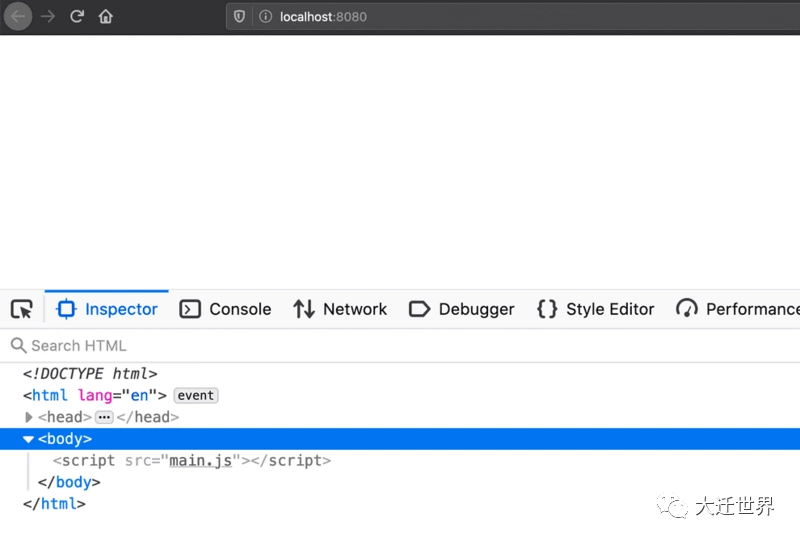 localhost:8080
Inspector Console Network Debugger Style Editor Performance
Search HTML
<!DOCTYPE html>
<html lang="en"> event
<head>…</head>
<body>
<script src="main.js"></script>
</body>
</html>
大迁世界